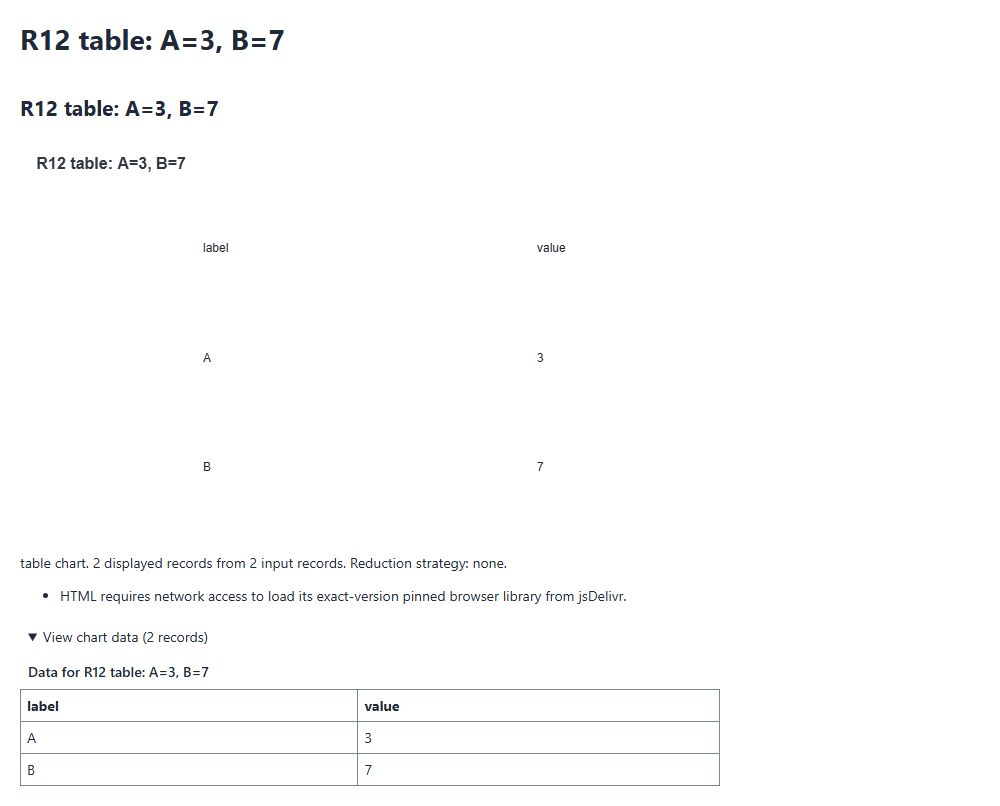 R12 table: A=3, B=7
R12 table: A=3, B=7
R12 table: A=3, B=7
label value
A 3
B 7
table chart. 2 displayed records from 2 input records. Reduction strategy: none.
• HTML requires network access to load its exact-version pinned browser library from jsDelivr.
▼ View chart data (2 records)
Data for R12 table: A=3, B=7
label value
A 3
B 7